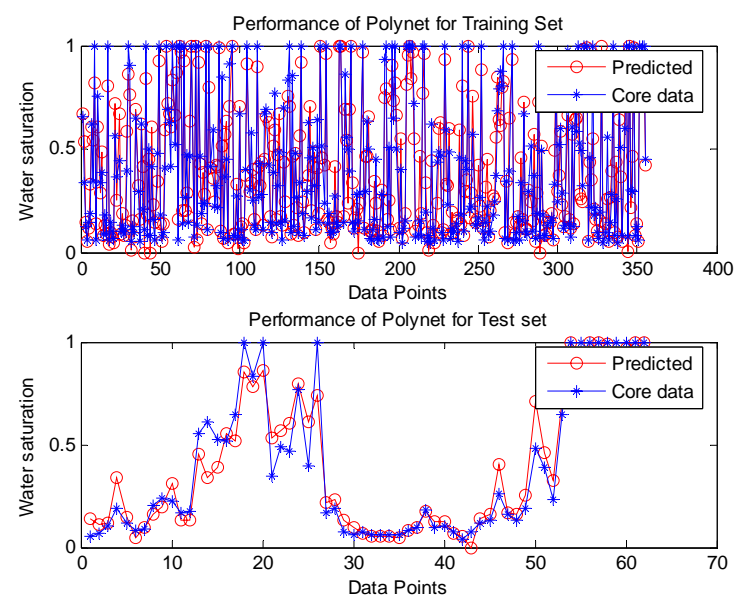 Performance of Polynet for Training Set
Water saturation
1
0.5
0
Predicted
Core data
0 50 100 150 200 250 300 350 400
Data Points
Performance of Polynet for Test set
Water saturation
1
0.5
0
Predicted
Core data
0 10 20 30 40 50 60 70
Data Points